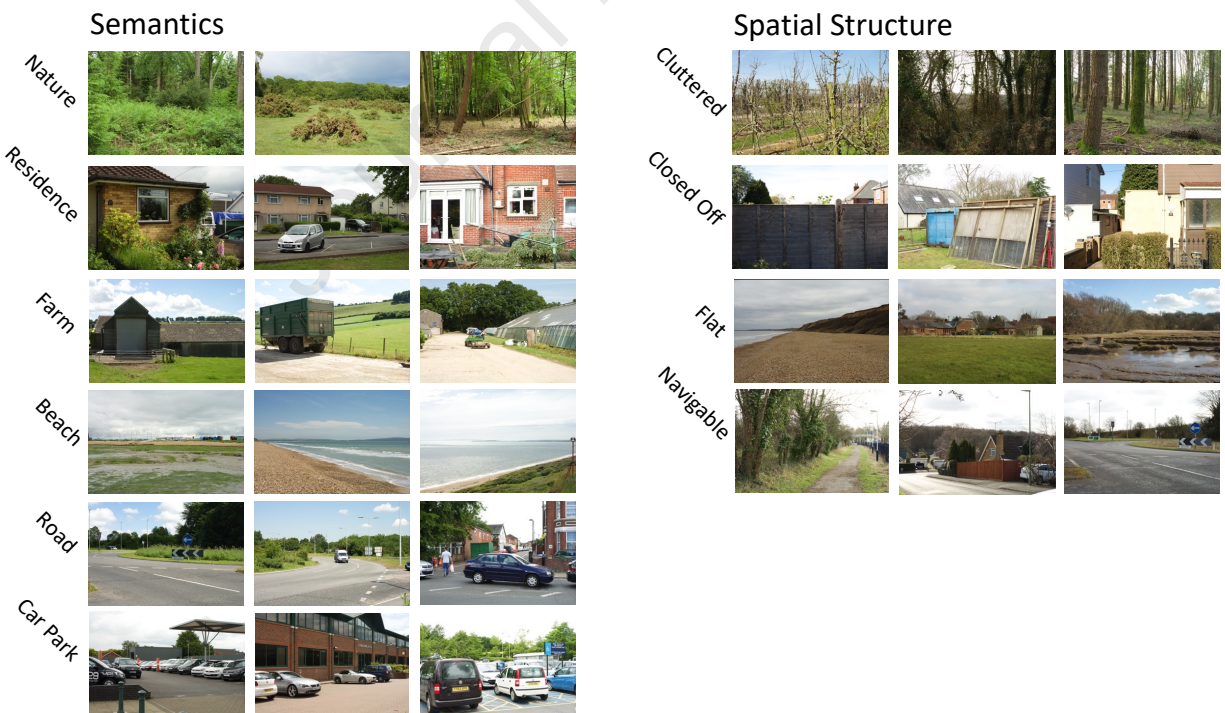 Semantics
Nature
Residence
Farm
Beach
Road
Car Park
Spatial Structure
Cluttered
Closed Off
Flat
Navigable